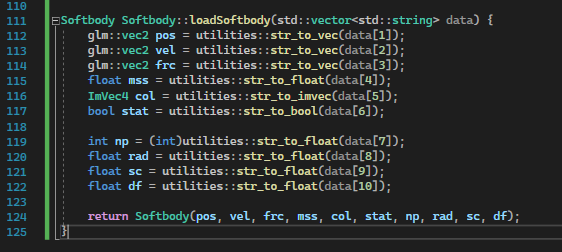 110
111 Softbody Softbody::loadSoftbody(std::vector<std::string> data) {
112 glm::vec2 pos = utilities::str_to_vec(data[1]);
113 glm::vec2 vel = utilities::str_to_vec(data[2]);
114 glm::vec2 frc = utilities::str_to_vec(data[3]);
115 float mss = utilities::str_to_float(data[4]);
116 ImVec4 col = utilities::str_to_imvec(data[5]);
117 bool stat = utilities::str_to_bool(data[6]);
118
119 int np = (int)utilities::str_to_float(data[7]);
120 float rad = utilities::str_to_float(data[8]);
121 float sc = utilities::str_to_float(data[9]);
122 float df = utilities::str_to_float(data[10]);
123
124 return Softbody(pos, vel, frc, mss, col, stat, np, rad, sc, df);
125 }